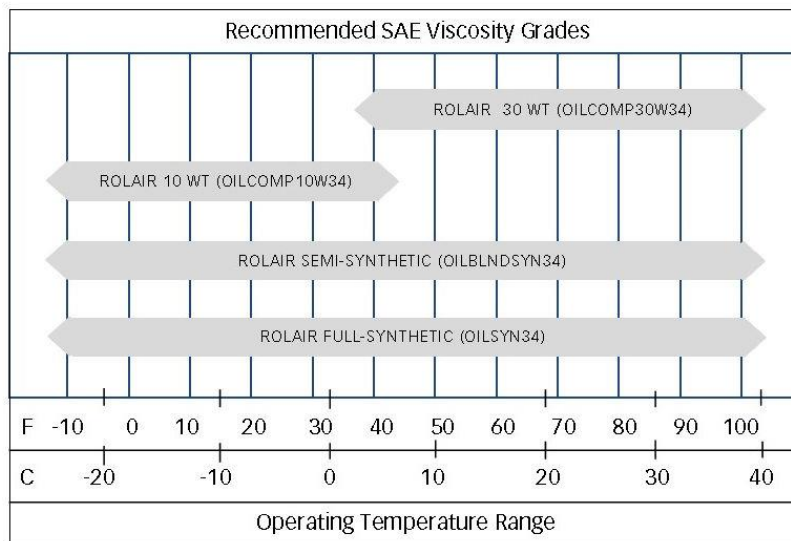 Recommended SAE Viscosity Grades
ROLAIR 30 WT (OILCOMP30W34)
ROLAIR 10 WT (OILCOMP10W34)
ROLAIR SEMI-SYNTHETIC (OILBLNDSYN34)
ROLAIR FULL-SYNTHETIC (OILSYN34)
F -10 0 10 20 30 40 50 60 70 80 90 100
C -20 -10 0 10 20 30 40
Operating Temperature Range